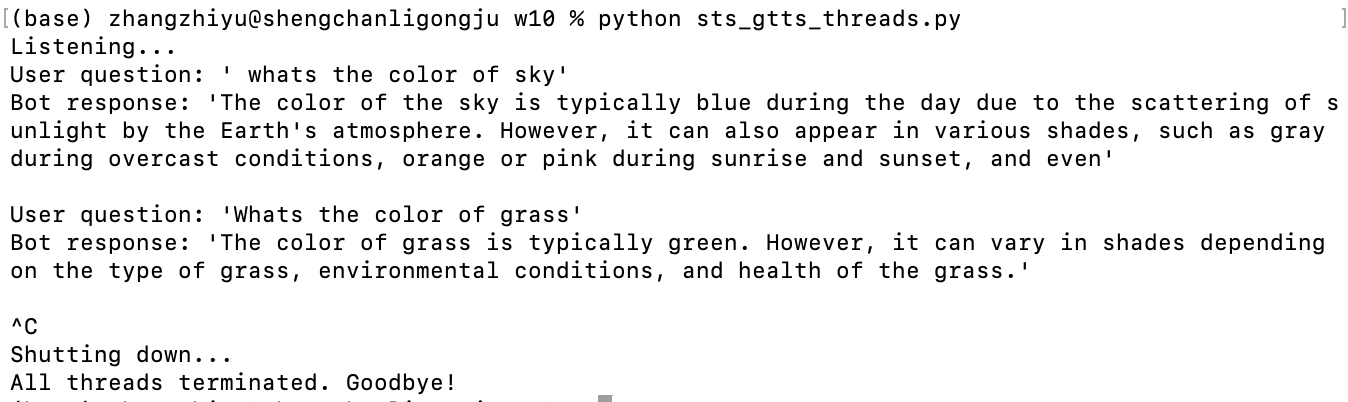 [(base) zhangzhiyu@shengchanligongju w10 % python sts_gtts_threads.py ]
Listening...
User question: ' whats the color of sky'
Bot response: 'The color of the sky is typically blue during the day due to the scattering of s
unlight by the Earth's atmosphere. However, it can also appear in various shades, such as gray
during overcast conditions, orange or pink during sunrise and sunset, and even'
User question: 'Whats the color of grass'
Bot response: 'The color of grass is typically green. However, it can vary in shades depending
on the type of grass, environmental conditions, and health of the grass.'
^C
Shutting down...
All threads terminated. Goodbye!